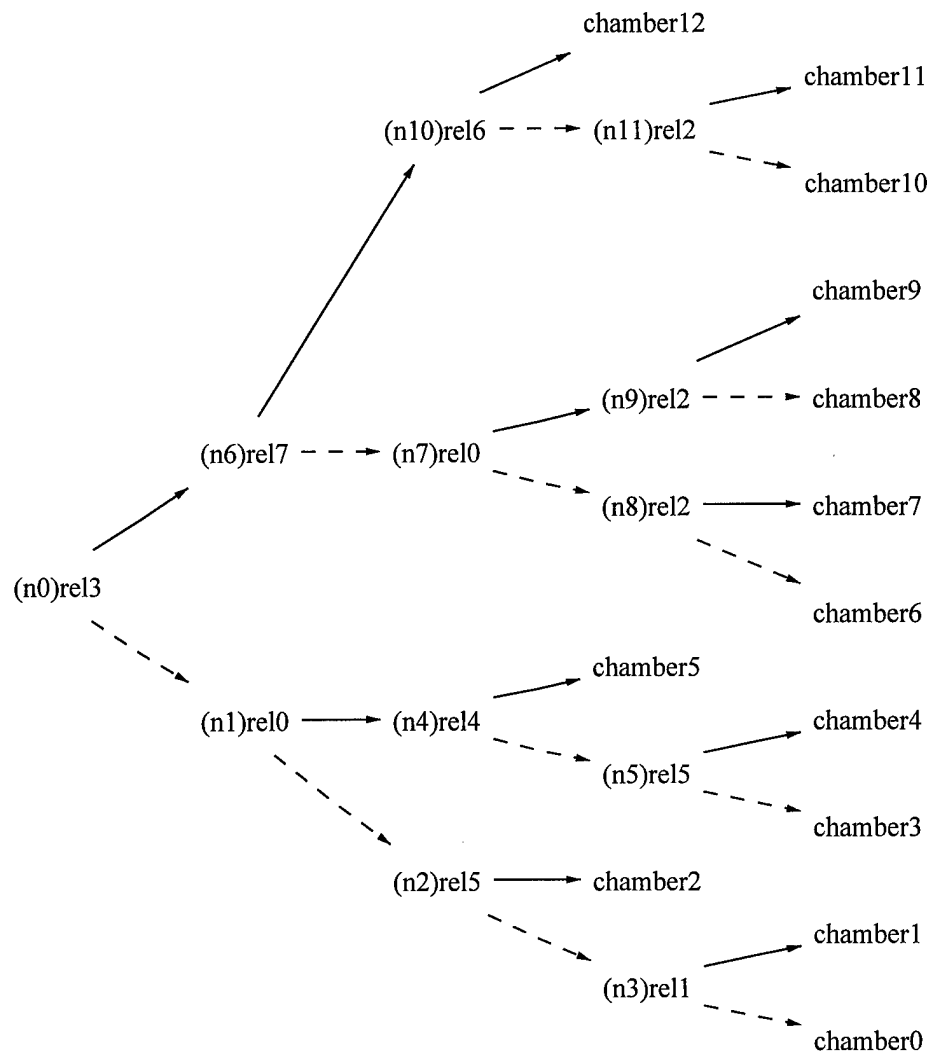 chamber12
chamber11
(n10)rel6 (n11)rel2
chamber10
chamber9
(n9)rel2 chamber8
(n6)rel7 (n7)rel0
(n8)rel2 chamber7
(n0)rel3
chamber6
chamber5
(n1)rel0 (n4)rel4 chamber4
(n5)rel5
chamber3
(n2)rel5 chamber2
chamber1
(n3)rel1
chamber0